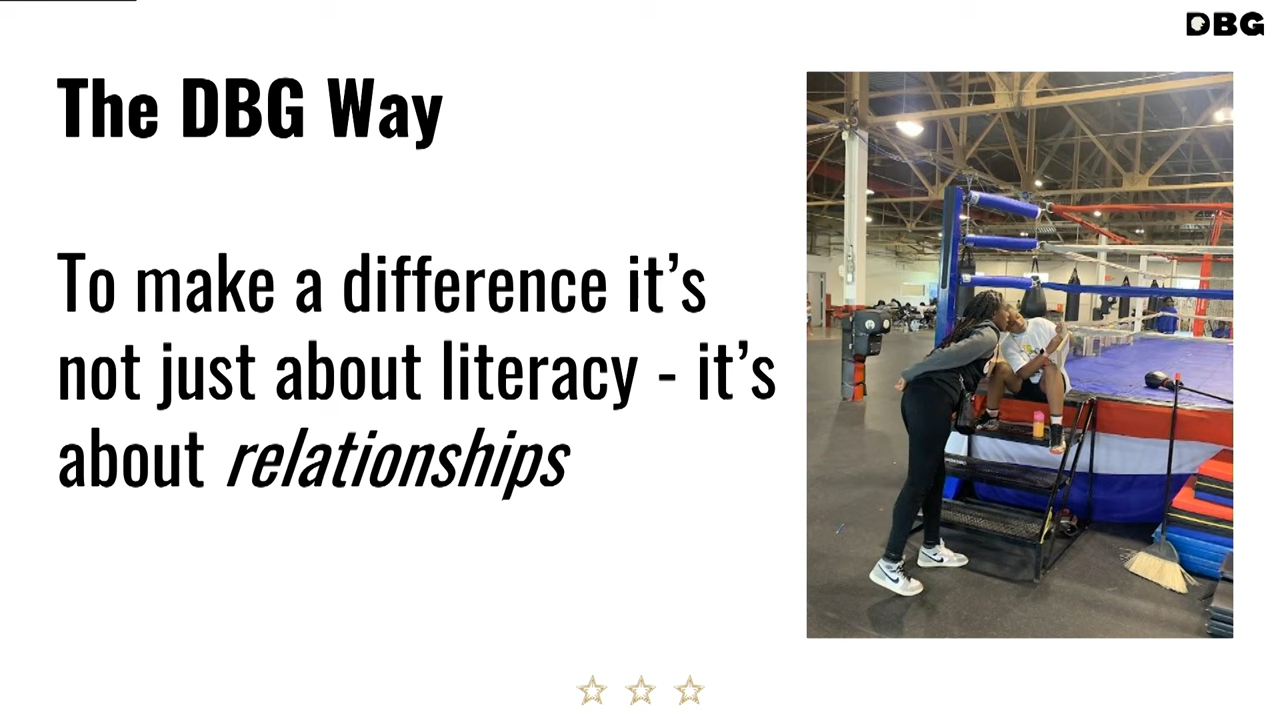 DBG
The DBG Way
To make a difference it’s
not just about literacy - it’s
about relationships